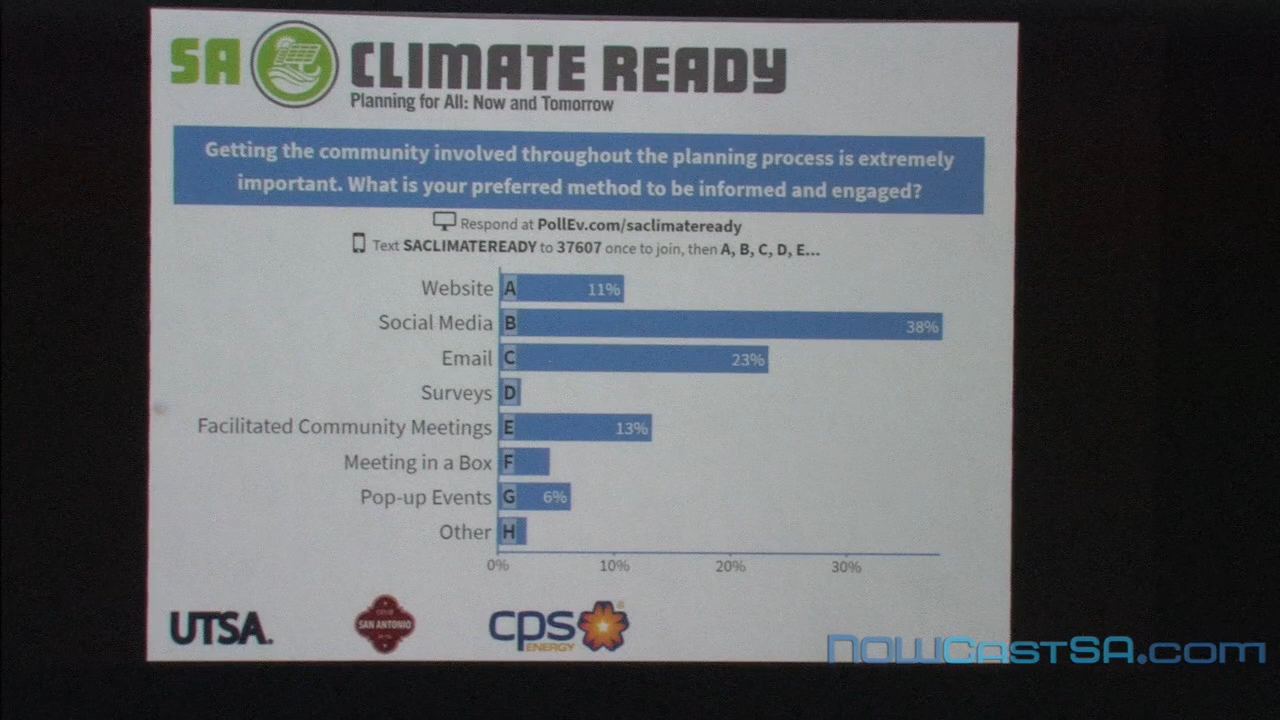 SA CLIMATE READY
Planning for All: Now and Tomorrow
Getting the community involved throughout the planning process is extremely
important. What is your preferred method to be informed and engaged?
Respond at PollEv.com/saclimateready
Text SACLIMATEREADY to 37607 once to join, then A, B, C, D, E...
Website A 11%
Social Media B 38%
Email C 23%
Surveys D
Facilitated Community Meetings E 13%
Meeting in a Box F
Pop-up Events G 6%
Other H
0% 10% 20% 30%
UTSA.
SAN ANTONIO
cps
ENERGY
NOWCastSA.com